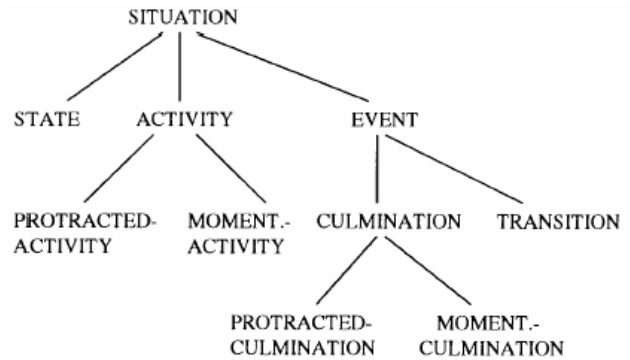 SITUATION
STATE ACTIVITY EVENT
PROTRACTED- MOMENT.- CULMINATION TRANSITION
ACTIVITY ACTIVITY
PROTRACTED- MOMENT.-
CULMINATION CULMINATION